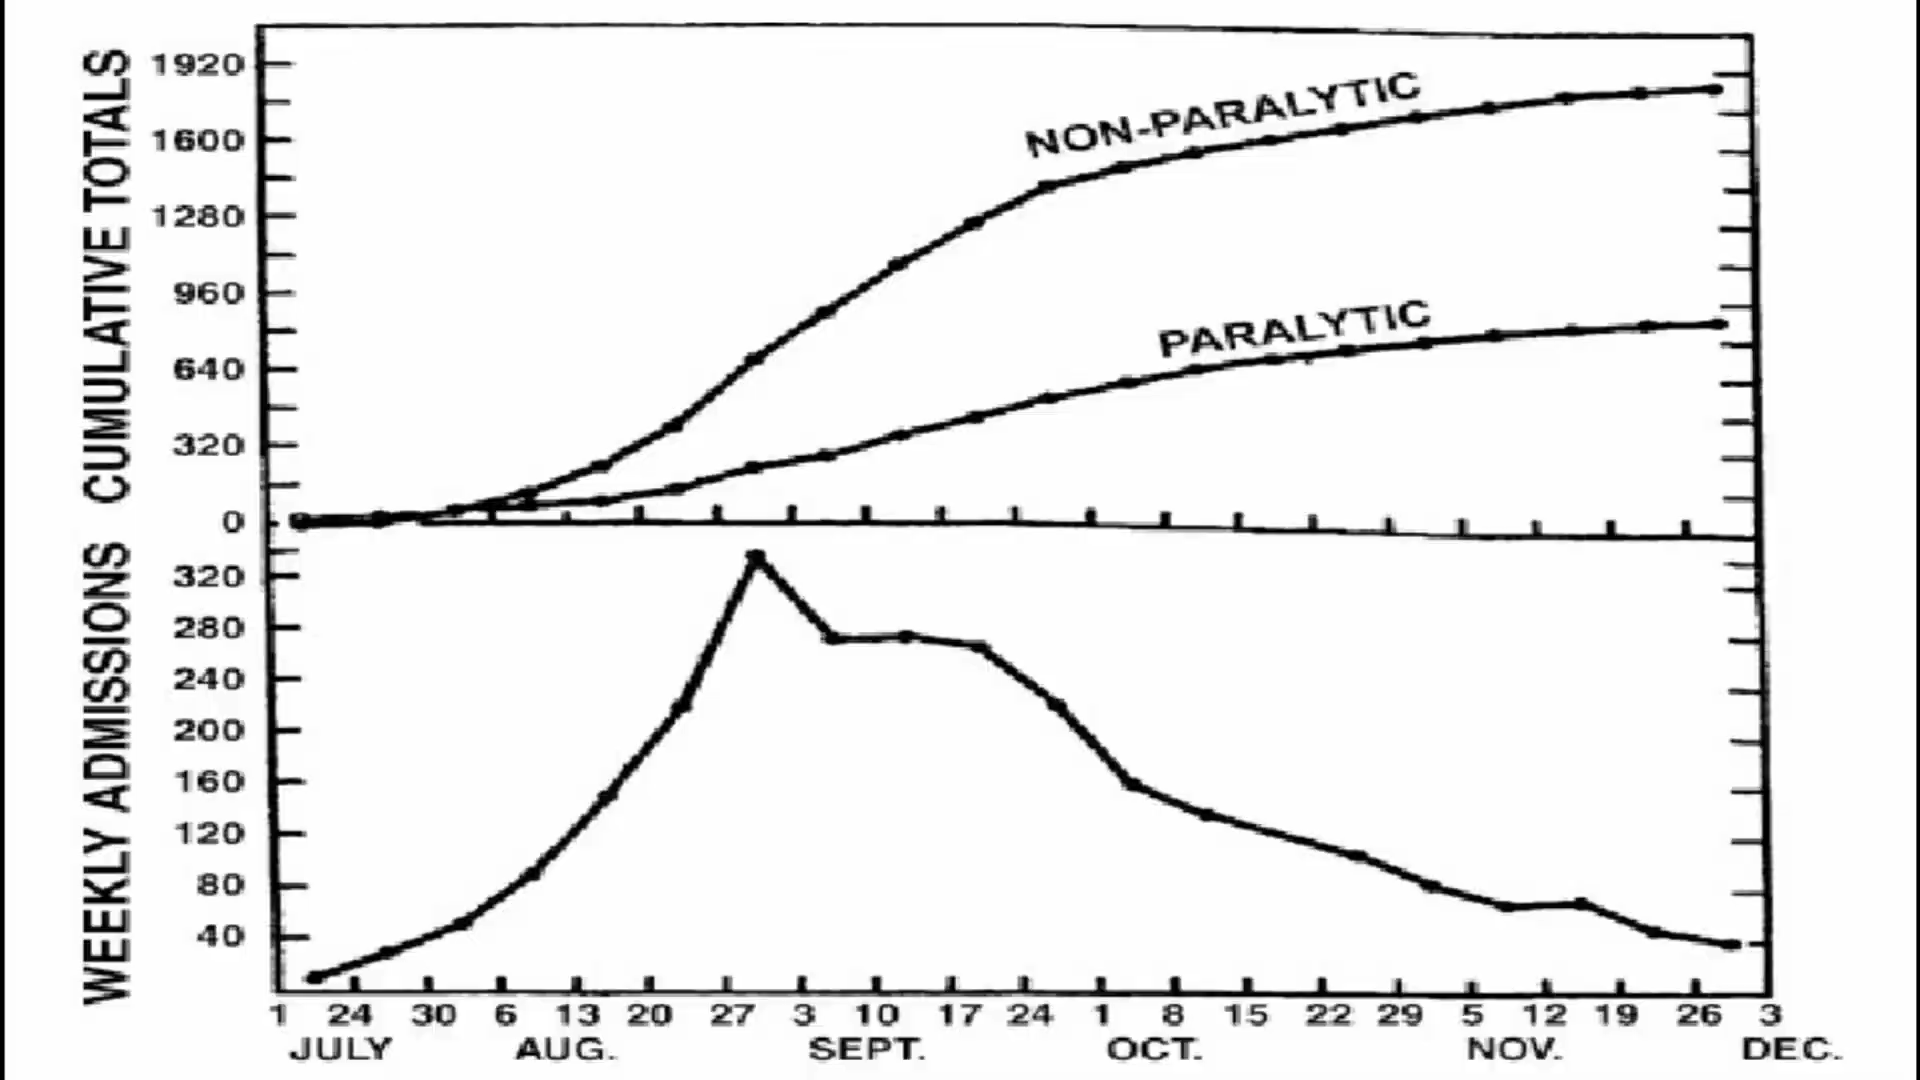 CUMULATIVE TOTALS
1920
1600
1280
960
640
320
0
NON-PARALYTIC
PARALYTIC
WEEKLY ADMISSIONS
320
280
240
200
160
120
80
40
1 24 30 6 13 20 27 3 10 17 24 1 8 15 22 29 5 12 19 26 3
JULY AUG. SEPT. OCT. NOV. DEC.